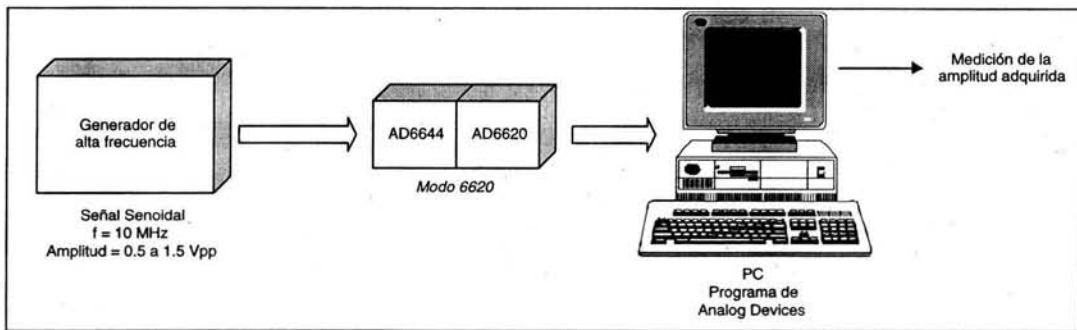 Generador de
alta frecuencia
Señal Senoidal
f = 10 MHz
Amplitud = 0.5 a 1.5 Vpp
AD6644
AD6620
Modo 6620
PC
Programa de
Analog Devices
Medición de la
amplitud adquirida